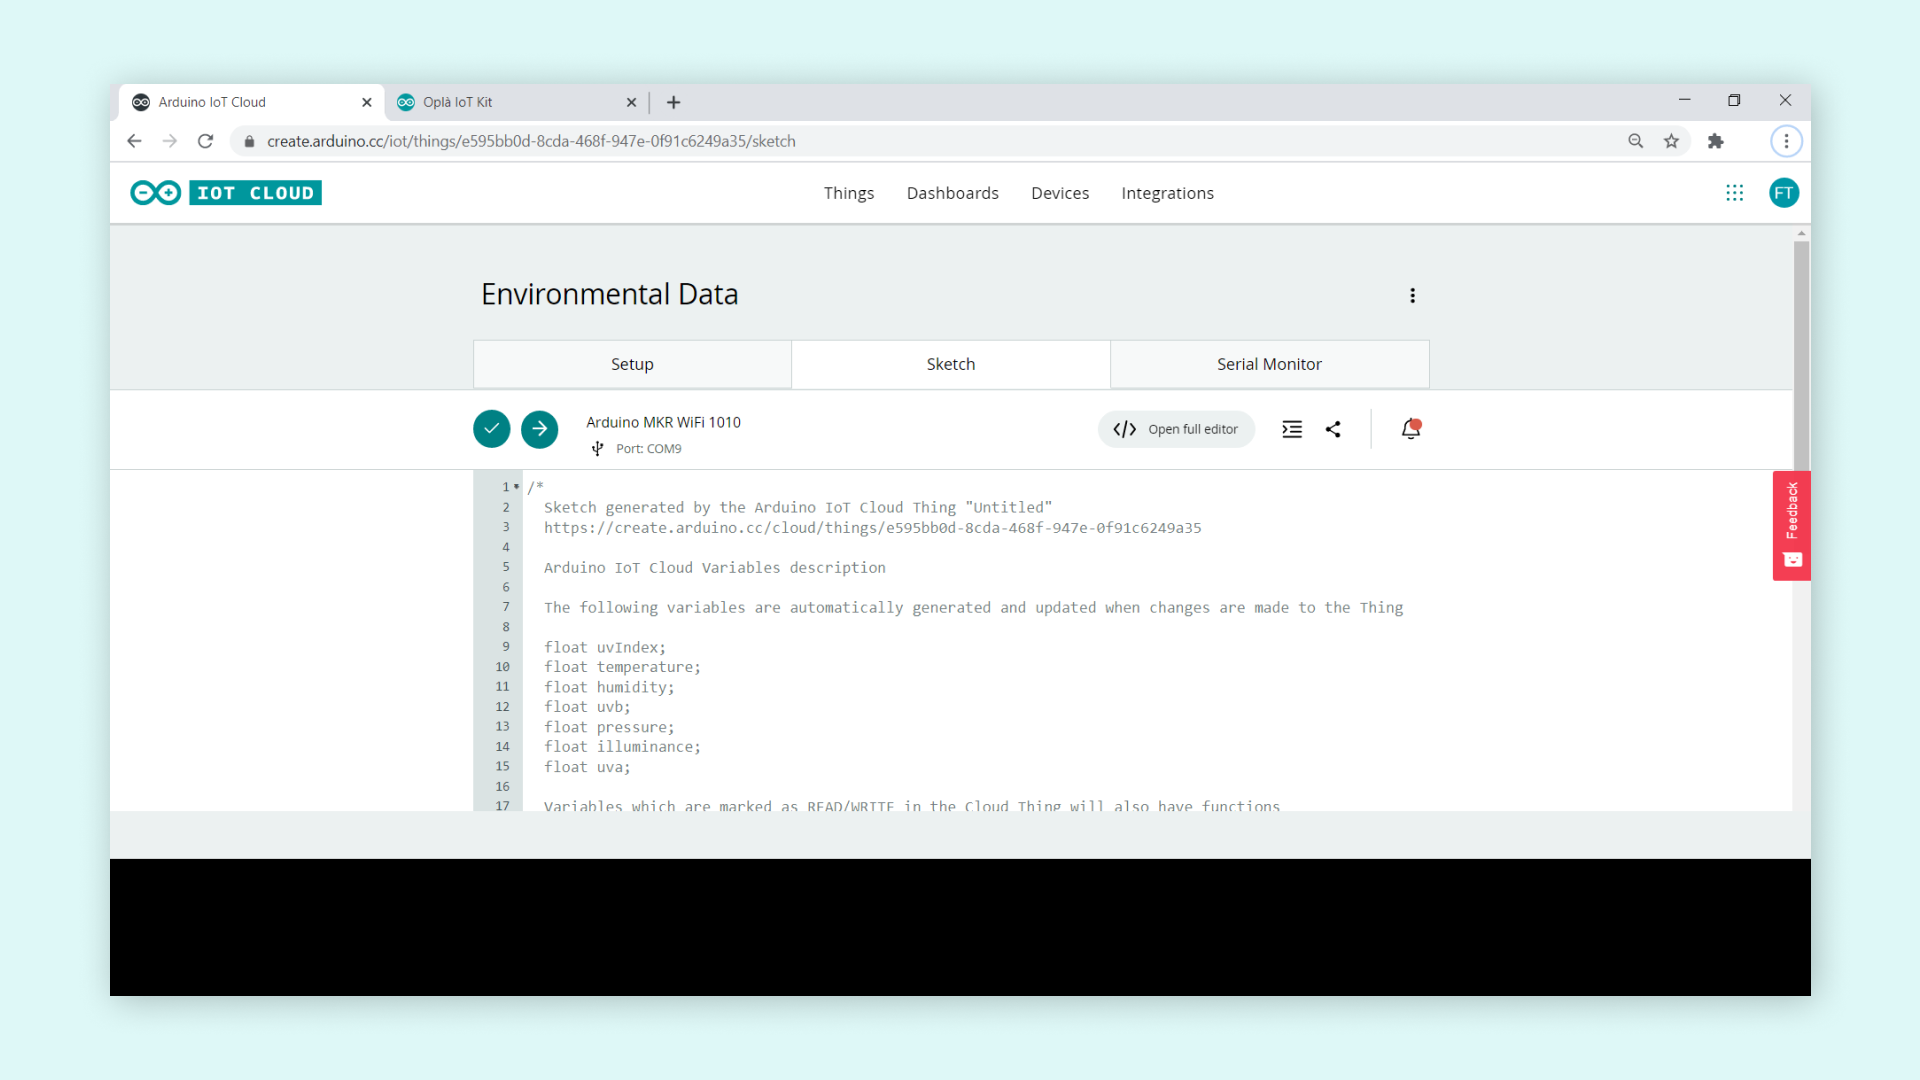 Arduino IoT Cloud
Oplà IoT Kit
create.arduino.cc/iot/things/e595bb0d-8cda-468f-947e-0f91c6249a35/sketch
IOT CLOUD
Things
Dashboards
Devices
Integrations
FT
Environmental Data
Setup
Sketch
Serial Monitor
Arduino MKR WiFi 1010
Port: COM9
</> Open full editor
Feedback
1 /*
2 Sketch generated by the Arduino IoT Cloud Thing "Untitled"
3 https://create.arduino.cc/cloud/things/e595bb0d-8cda-468f-947e-0f91c6249a35
4
5 Arduino IoT Cloud Variables description
6
7 The following variables are automatically generated and updated when changes are made to the Thing
8
9 float uvIndex;
10 float temperature;
11 float humidity;
12 float uvb;
13 float pressure;
14 float illuminance;
15 float uva;
16
17 Variables which are marked as READ/WRITE in the Cloud Thing will also have functions